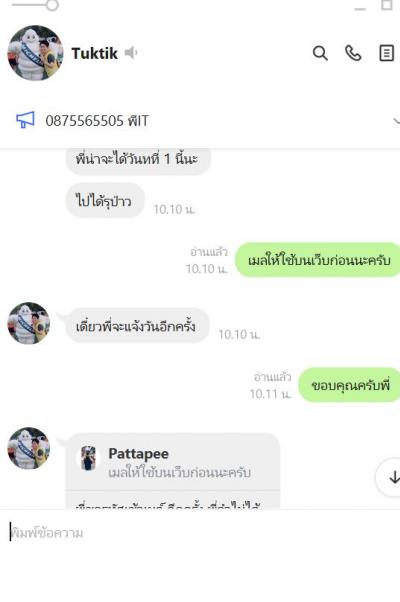 Tuktik
0875565505 พี่IT
พี่น่าจะได้วันที่ 1 นี้นะ
ไปได้รึป่าว
10.10 น.
อ่านแล้ว
10.10 น.
เมลให้ใช้บนเว็บก่อนนะครับ
เดี๋ยวพี่จะแจ้งวันอีกครั้ง
10.10 น.
อ่านแล้ว
10.11 น.
ขอบคุณครับพี่
Pattapee
เมลให้ใช้บนเว็บก่อนนะครับ
พิมพ์ข้อความ